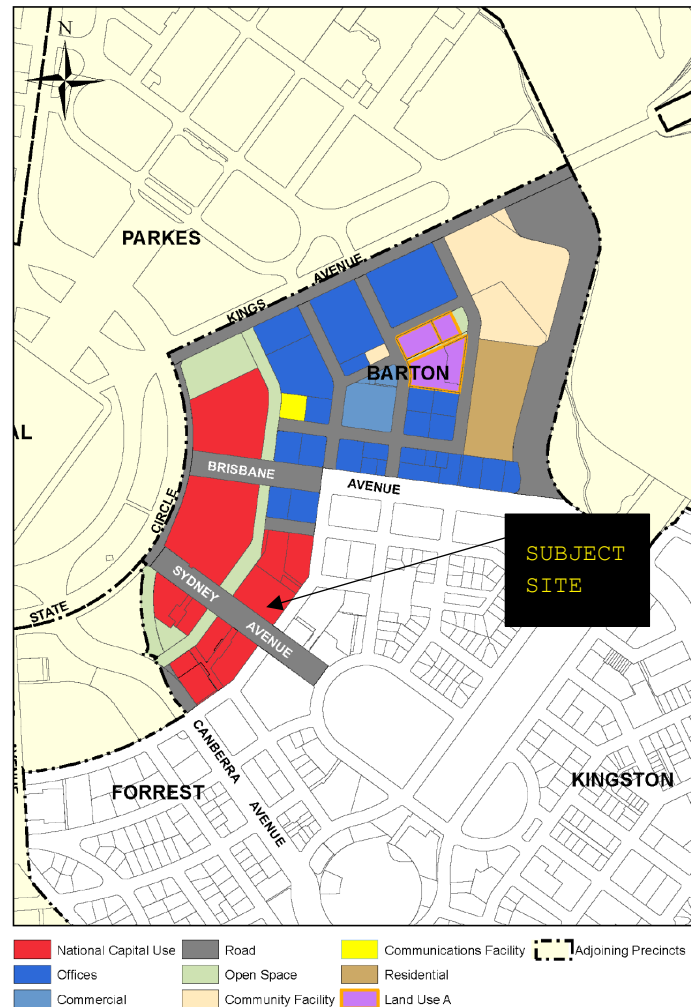 N
PARKES
KINGS AVENUE
BARTON
AL
BRISBANE
AVENUE
CIRCLE
STATE
SYDNEY
AVENUE
SUBJECT
SITE
CANBERRA
AVENUE
FORREST
KINGSTON
AVENUE
National Capital Use
Road
Communications Facility
Adjoining Precincts
Offices
Open Space
Residential
Commercial
Community Facility
Land Use A